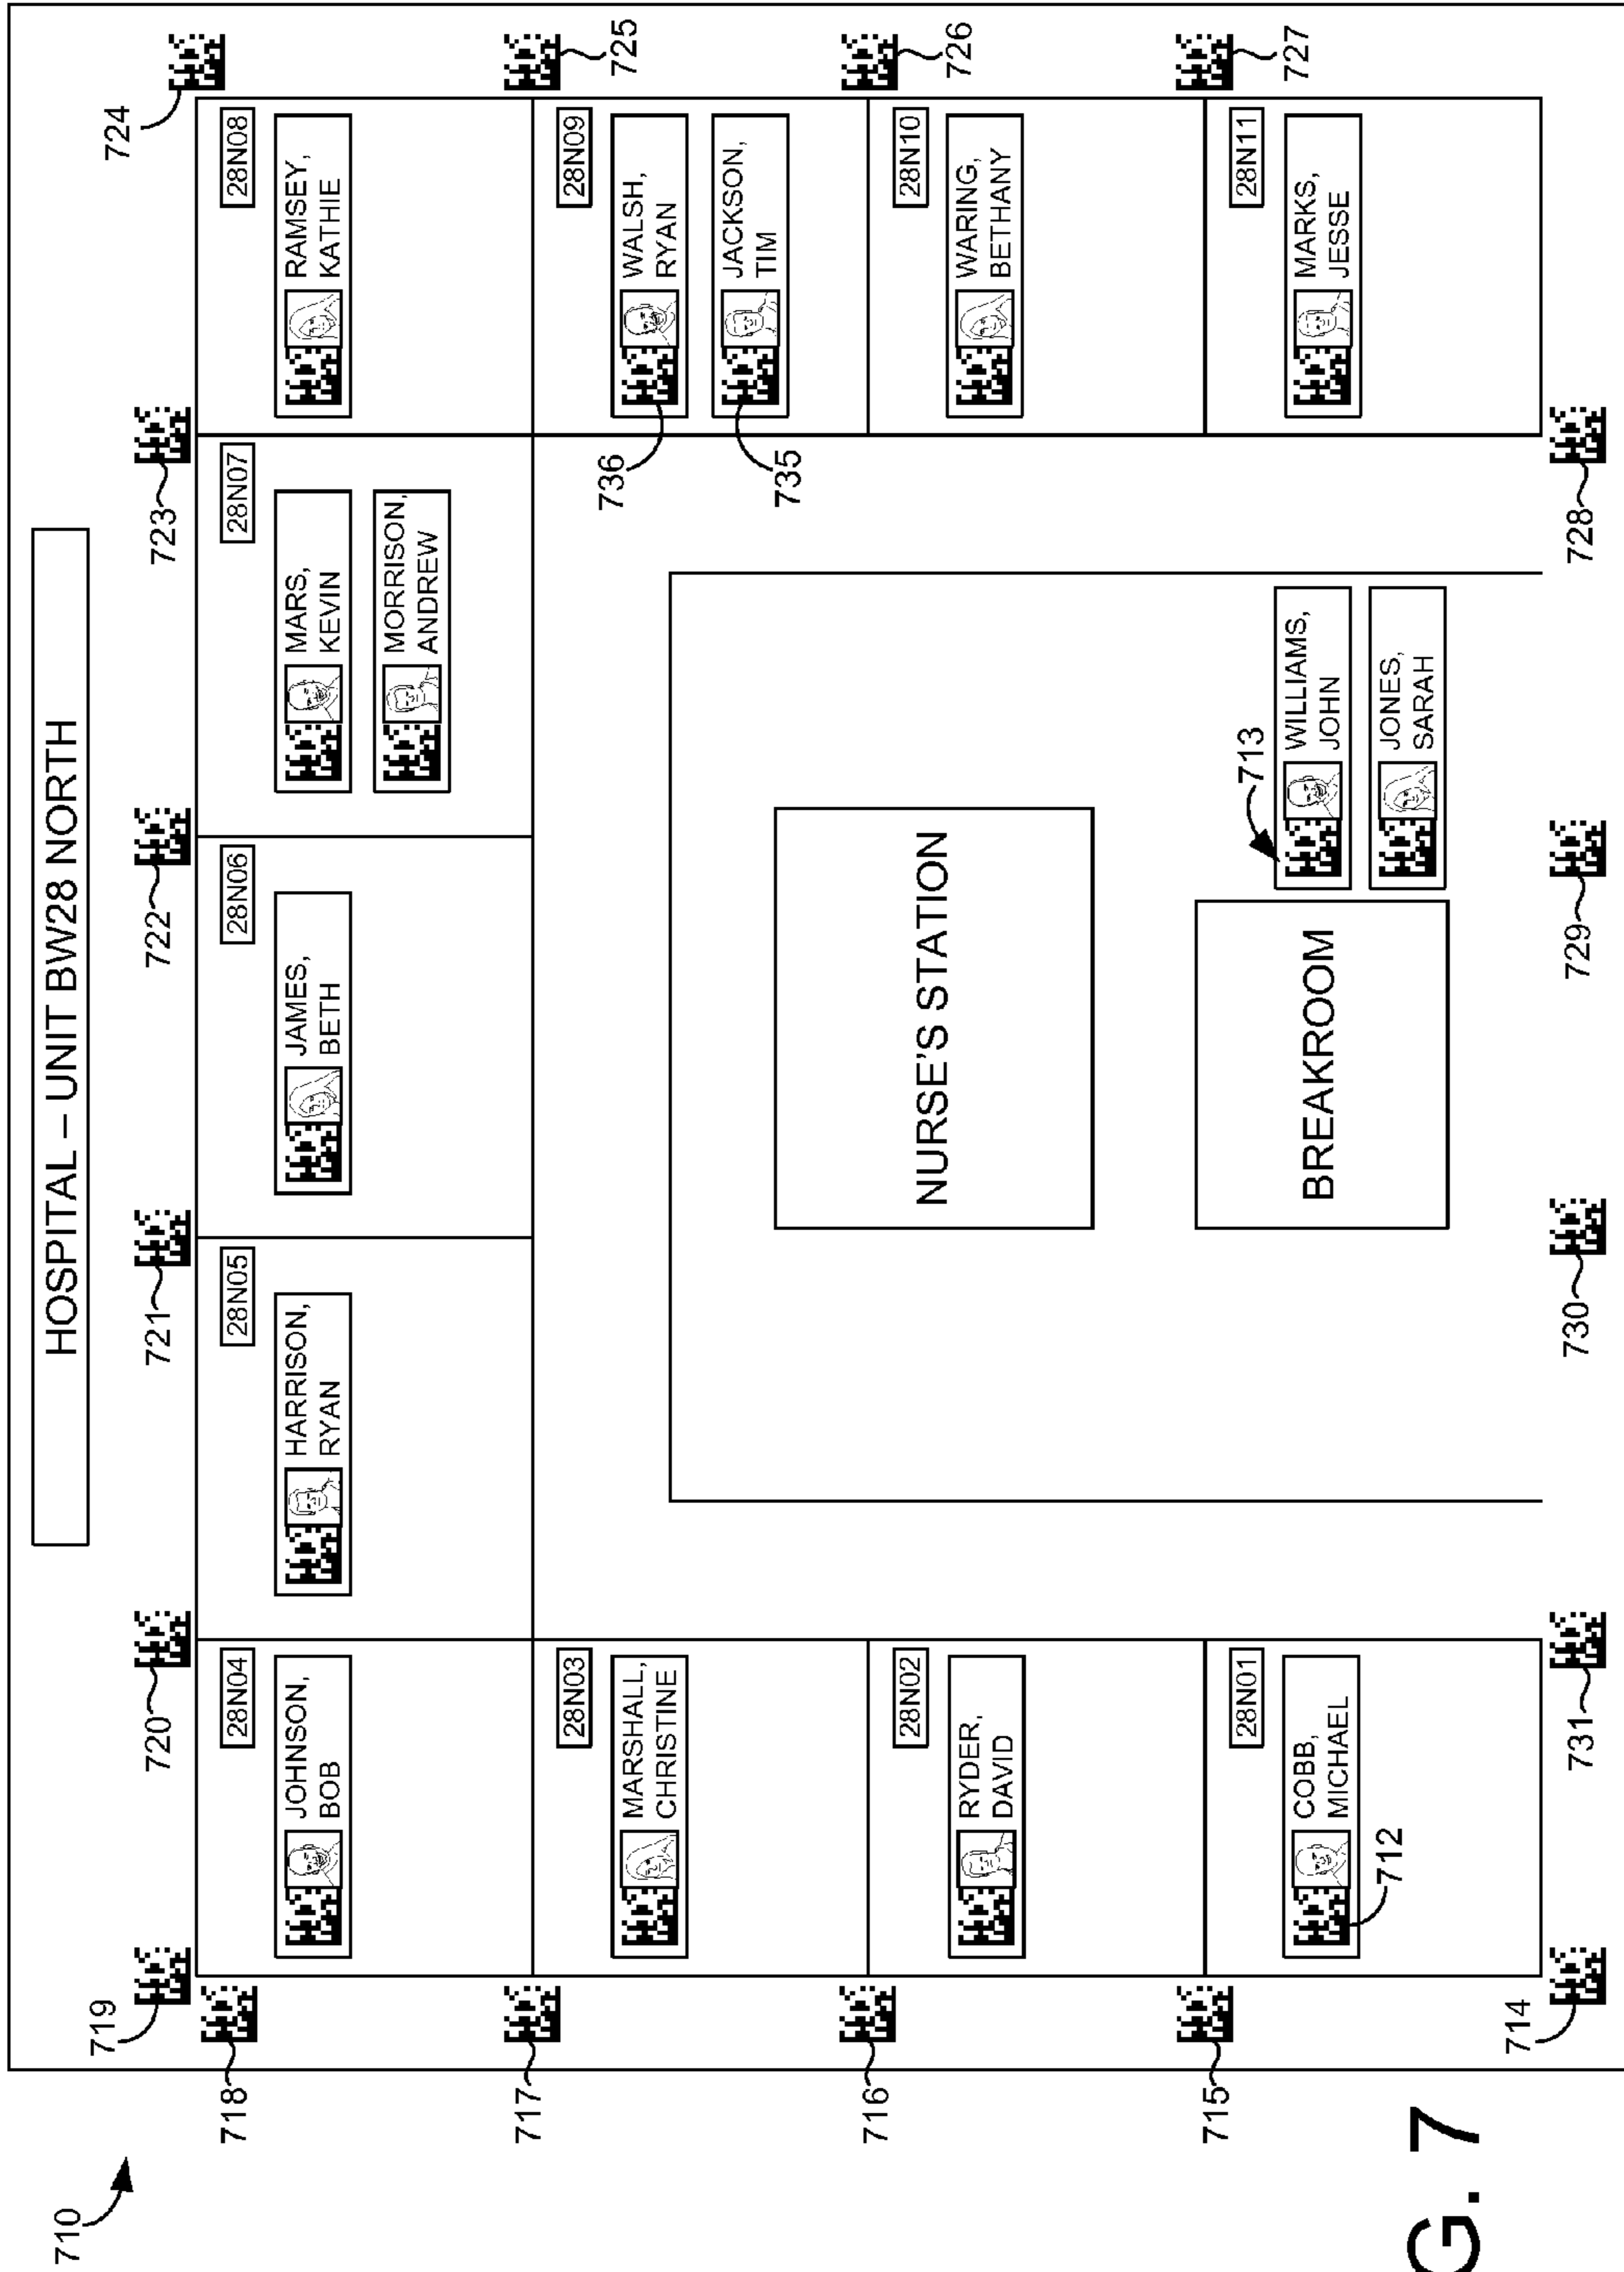 710
HOSPITAL – UNIT BW28 NORTH
719
720
721
722
723
724
718
28N04
JOHNSON,
BOB
28N05
HARRISON,
RYAN
28N06
JAMES,
BETH
28N07
MARS,
KEVIN
MORRISON,
ANDREW
28N08
RAMSEY,
KATHIE
717
725
28N03
MARSHALL,
CHRISTINE
28N09
WALSH,
RYAN
736
JACKSON,
TIM
735
716
726
28N02
RYDER,
DAVID
NURSE'S STATION
28N10
WARING,
BETHANY
715
727
28N01
COBB,
MICHAEL
712
BREAKROOM
713
WILLIAMS,
JOHN
JONES,
SARAH
28N11
MARKS,
JESSE
714
731
730
729
728
G. 7